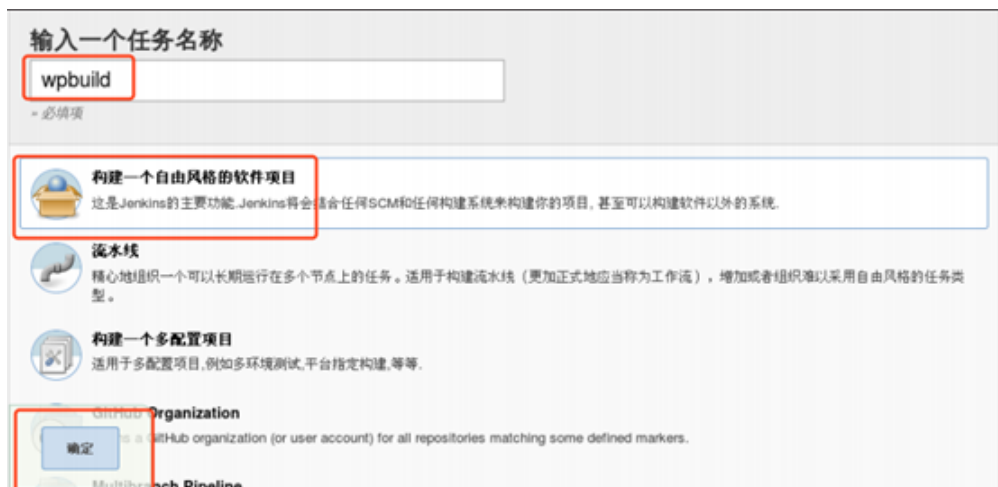 输入一个任务名称
wpbuild
» 必填项
构建一个自由风格的软件项目
这是Jenkins的主要功能.Jenkins将会结合任何SCM和任何构建系统来构建你的项目, 甚至可以构建软件以外的系统.
流水线
精心地组织一个可以长期运行在多个节点上的任务。适用于构建流水线（更加正式地应当称为工作流），增加或者组织难以采用自由风格的任务类
型。
构建一个多配置项目
适用于多配置项目,例如多环境测试,平台指定构建,等等.
GitHub Organization
a GitHub organization (or user account) for all repositories matching some defined markers.
确定
Multibranch Pipeline